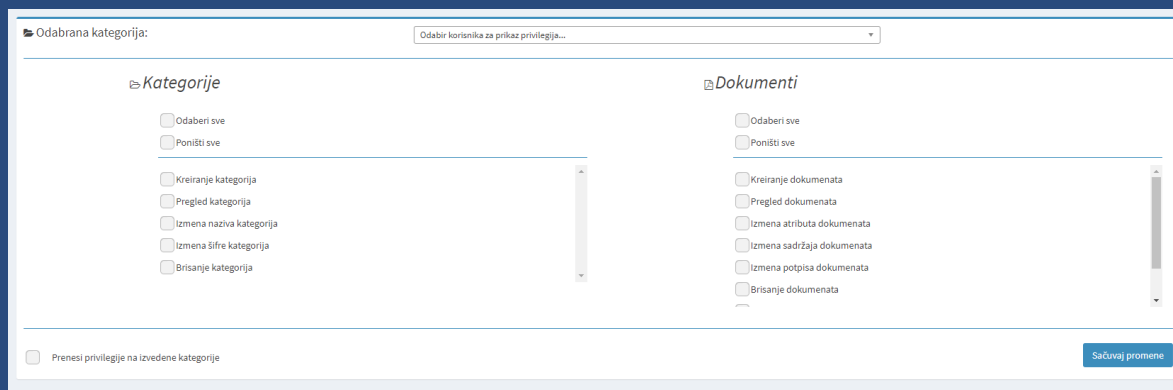 Odabrana kategorija:
Odabir korisnika za prikaz privilegija...
Kategorije
Odaberi sve
Poništi sve
Kreiranje kategorija
Pregled kategorija
Izmena naziva kategorija
Izmena šifre kategorija
Brisanje kategorija
Dokumenti
Odaberi sve
Poništi sve
Kreiranje dokumenata
Pregled dokumenata
Izmena atributa dokumenata
Izmena sadržaja dokumenata
Izmena potpisa dokumenata
Brisanje dokumenata
Prenesi privilegije na izvedene kategorije
Sačuvaj promene